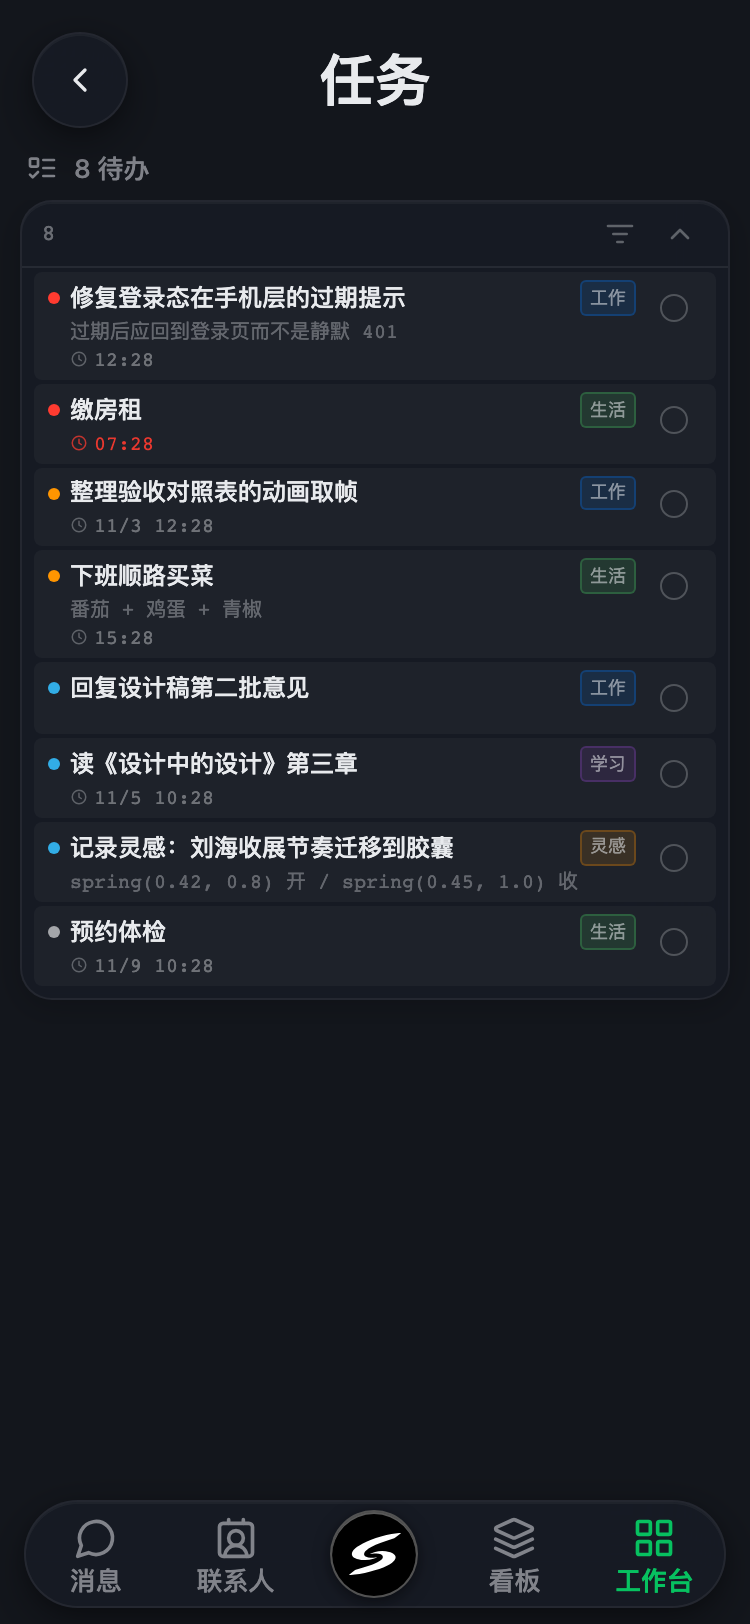 任务
8 待办
8
修复登录态在手机层的过期提示 工作
过期后应回到登录页而不是静默 401
12:28
缴房租 生活
07:28
整理验收对照表的动画取帧 工作
11/3 12:28
下班顺路买菜 生活
番茄 + 鸡蛋 + 青椒
15:28
回复设计稿第二批意见 工作
读《设计中的设计》第三章 学习
11/5 10:28
记录灵感：刘海收展节奏迁移到胶囊 灵感
spring(0.42, 0.8) 开 / spring(0.45, 1.0) 收
预约体检 生活
11/9 10:28
消息 联系人 看板 工作台